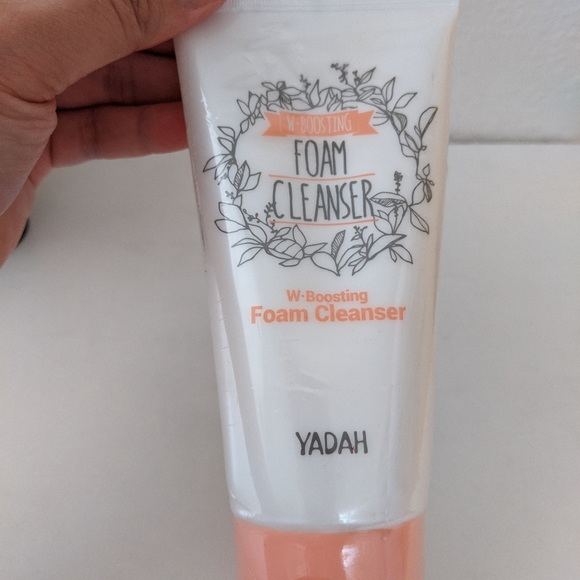 W·BOOSTING
FOAM
CLEANSER
W·Boosting
Foam Cleanser
YADAH